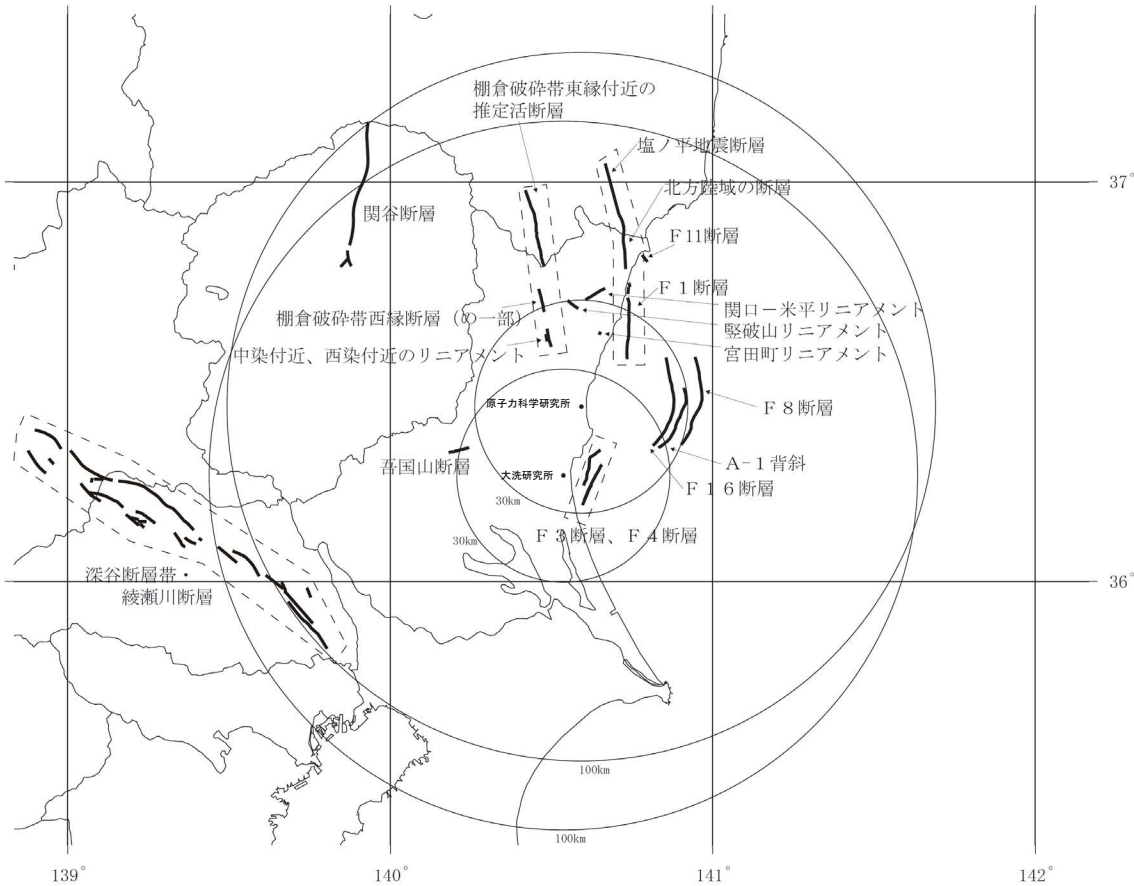 棚倉破砕帯東縁付近の
推定活断層
塩ノ平地震断層
37°
北方陸域の断層
関谷断層
F11断層
F1断層
関口－米平リニアメント
棚倉破砕帯西縁断層（の一部）
竪破山リニアメント
中染付近、西染付近のリニアメント
宮田町リニアメント
原子力科学研究所
F8断層
吾国山断層
A-1背斜
大洗研究所
F16断層
30km
F3断層、F4断層
30km
深谷断層帯・
綾瀬川断層
36°
100km
100km
139°
140°
141°
142°